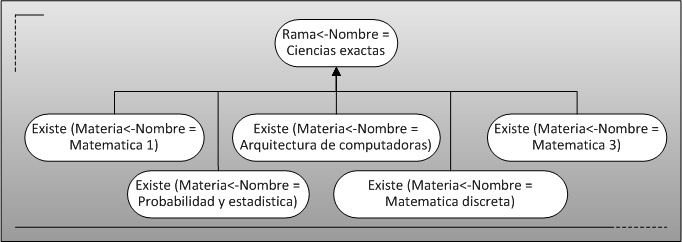 Rama<-Nombre =
Ciencias exactas
Existe (Materia<-Nombre =
Matematica 1)
Existe (Materia<-Nombre =
Arquitectura de computadoras)
Existe (Materia<-Nombre =
Matematica 3)
Existe (Materia<-Nombre =
Probabilidad y estadistica)
Existe (Materia<-Nombre =
Matematica discreta)